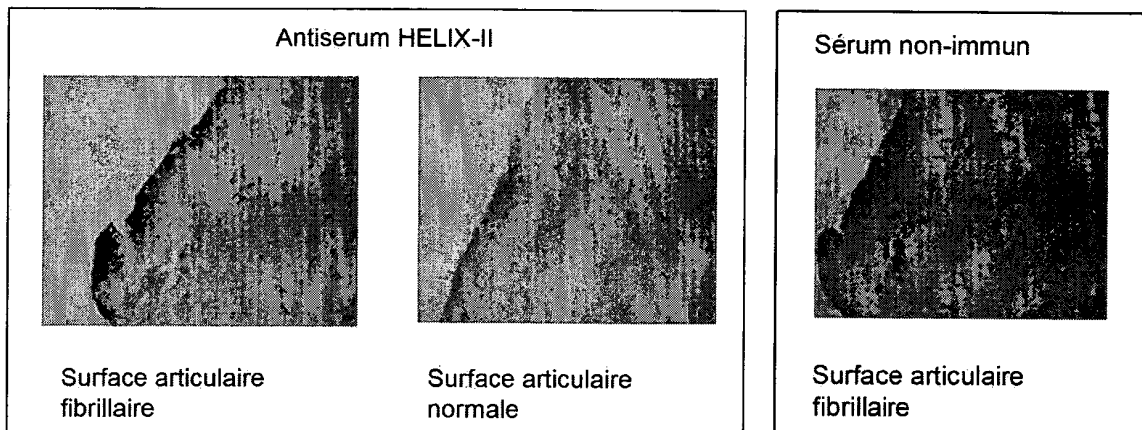 Antiserum HELIX-II
Surface articulaire
fibrillaire
Surface articulaire
normale
Sérum non-immun
Surface articulaire
fibrillaire